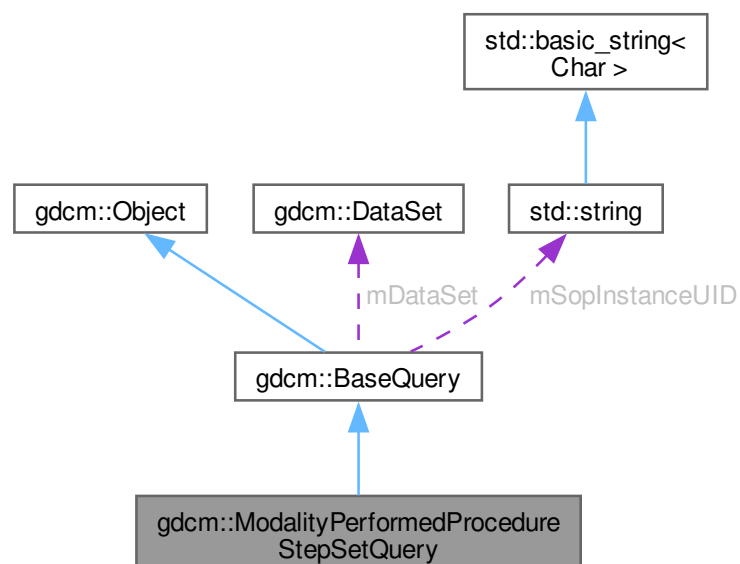 std::basic_string<
Char >
gdcm::Object
gdcm::DataSet
std::string
mDataSet
mSopInstanceUID
gdcm::BaseQuery
gdcm::ModalityPerformedProcedure
StepSetQuery